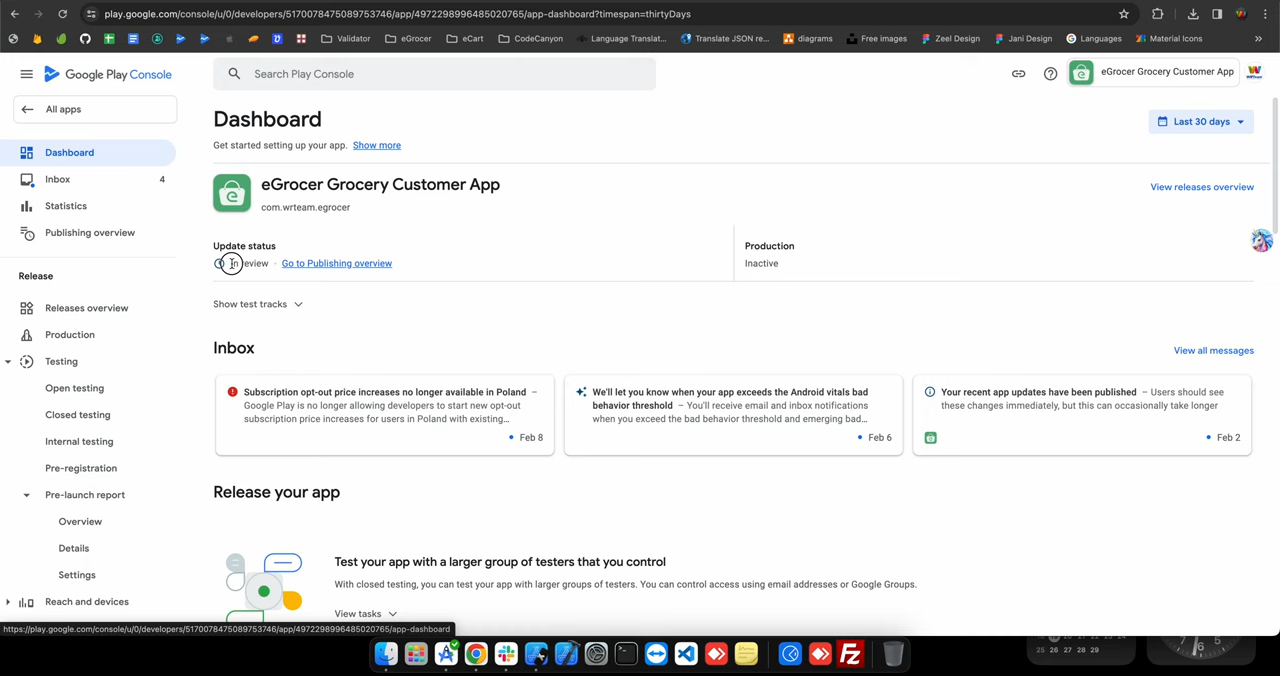 play.google.com/console/u/0/developers/5170078475089753746/app/4972298996485020765/app-dashboard?timespan=thirtyDays
Validator eGrocer eCart CodeCanyon Language Translat... Translate JSON re... diagrams Free images Zeel Design Jani Design Languages Material Icons »
Google Play Console
Search Play Console
eGrocer Grocery Customer App
All apps
Dashboard
Inbox 4
Statistics
Publishing overview
Release
Releases overview
Production
Testing
Open testing
Closed testing
Internal testing
Pre-registration
Pre-launch report
Overview
Details
Settings
Reach and devices
Dashboard
Last 30 days
Get started setting up your app. Show more
eGrocer Grocery Customer App
View releases overview
com.wrteam.egrocer
Update status
In review · Go to Publishing overview
Production
Inactive
Show test tracks
Inbox
View all messages
Subscription opt-out price increases no longer available in Poland –
Google Play is no longer allowing developers to start new opt-out
subscription price increases for users in Poland with existing...
Feb 8
We'll let you know when your app exceeds the Android vitals bad
behavior threshold – You'll receive email and inbox notifications
when you exceed the bad behavior threshold and emerging bad...
Feb 6
Your recent app updates have been published – Users should see
these changes immediately, but this can occasionally take longer
Feb 2
Release your app
Test your app with a larger group of testers that you control
With closed testing, you can test your app with larger groups of testers. You can control access using email addresses or Google Groups.
View tasks
https://play.google.com/console/u/0/developers/5170078475089753746/app/4972298996485020765/app-dashboard
25 26 27 28 29
7 6 5